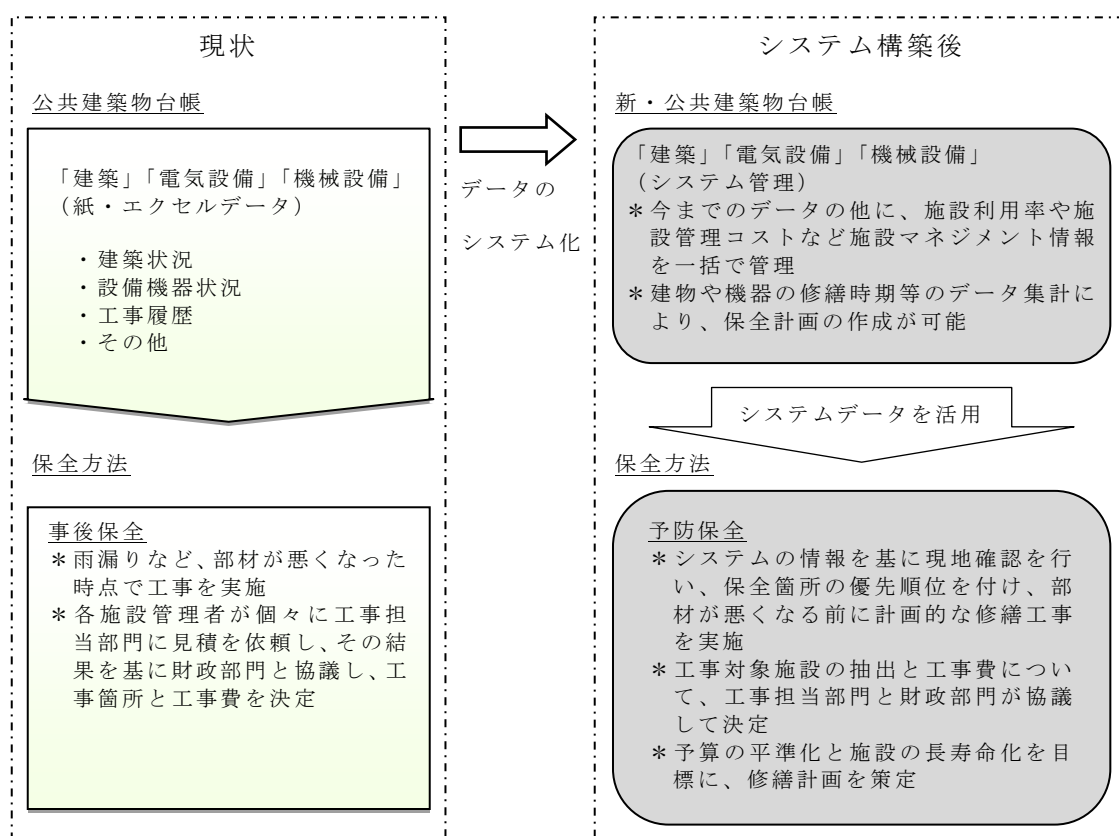 現状
公共建築物台帳
「建築」「電気設備」「機械設備」
（紙・エクセルデータ）
・建築状況
・設備機器状況
・工事履歴
・その他
保全方法
事後保全
＊雨漏りなど、部材が悪くなった
時点で工事を実施
＊各施設管理者が個々に工事担
当部門に見積を依頼し、その結
果を基に財政部門と協議し、工
事箇所と工事費を決定
データの
システム化
システム構築後
新・公共建築物台帳
「建築」「電気設備」「機械設備」
（システム管理）
＊今までのデータの他に、施設利用率や施
設管理コストなど施設マネジメント情報
を一括で管理
＊建物や機器の修繕時期等のデータ集計に
より、保全計画の作成が可能
システムデータを活用
保全方法
予防保全
＊システムの情報を基に現地確認を行
い、保全箇所の優先順位を付け、部
材が悪くなる前に計画的な修繕工事
を実施
＊工事対象施設の抽出と工事費につい
て、工事担当部門と財政部門が協議
して決定
＊予算の平準化と施設の長寿命化を目
標に、修繕計画を策定